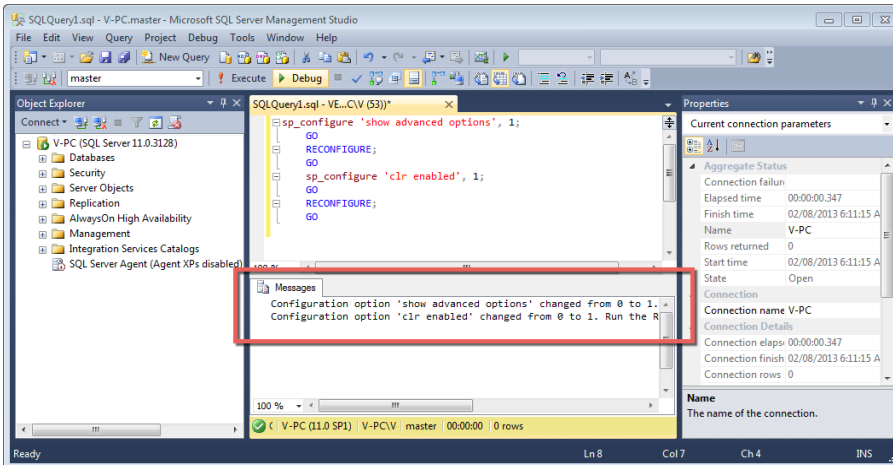 SQLQuery1.sql - V-PC.master - Microsoft SQL Server Management Studio
File Edit View Query Project Debug Tools Window Help
New Query
master Execute Debug
Object Explorer
Connect
V-PC (SQL Server 11.0.3128)
Databases
Security
Server Objects
Replication
AlwaysOn High Availability
Management
Integration Services Catalogs
SQL Server Agent (Agent XPs disabled)
SQLQuery1.sql - VE...C\V (53))*
sp_configure 'show advanced options', 1;
GO
RECONFIGURE;
GO
sp_configure 'clr enabled', 1;
GO
RECONFIGURE;
GO
100 %
Messages
Configuration option 'show advanced options' changed from 0 to 1.
Configuration option 'clr enabled' changed from 0 to 1. Run the R
100 %
V-PC (11.0 SP1) V-PC\V master 00:00:00 0 rows
Properties
Current connection parameters
Aggregate Status
Connection failure
Elapsed time 00:00:00.347
Finish time 02/08/2013 6:11:15 A
Name V-PC
Rows returned 0
Start time 02/08/2013 6:11:15 A
State Open
Connection
Connection name V-PC
Connection Details
Connection elaps 00:00:00.347
Connection finish 02/08/2013 6:11:15 A
Connection rows 0
Name
The name of the connection.
Ready Ln 8 Col 7 Ch 4 INS